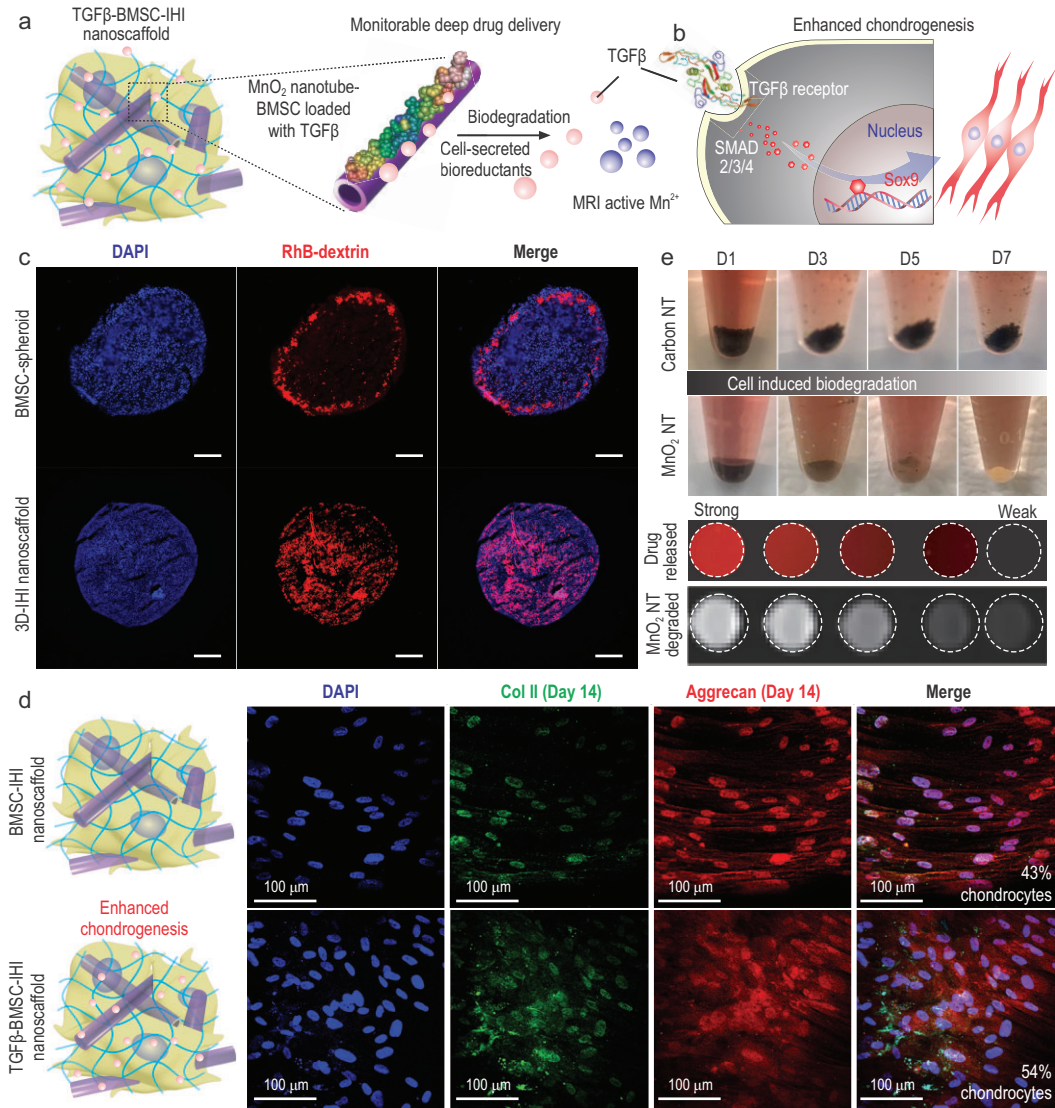 a
TGFβ-BMSC-IHI
nanoscaffold
MnO₂ nanotube-
BMSC loaded
with TGFβ
Monitorable deep drug delivery
Biodegradation
Cell-secreted
bioreductants
TGFβ
MRI active Mn²⁺
b
Enhanced chondrogenesis
TGFβ receptor
SMAD
2/3/4
Nucleus
Sox9
c
DAPI
RhB-dextrin
Merge
BMSC-spheroid
3D-IHI nanoscaffold
e
D1
D3
D5
D7
Carbon NT
Cell induced biodegradation
MnO₂ NT
Strong
Weak
Drug
released
MnO₂ NT
degraded
d
DAPI
Col II (Day 14)
Aggrecan (Day 14)
Merge
BMSC-IHI
nanoscaffold
100 μm
100 μm
100 μm
100 μm
43%
chondrocytes
Enhanced
chondrogenesis
TGFβ-BMSC-IHI
nanoscaffold
100 μm
100 μm
100 μm
100 μm
54%
chondrocytes